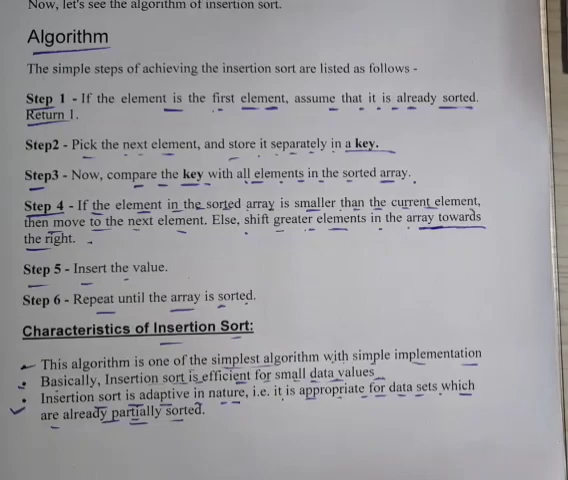 Now, let's see the algorithm of insertion sort.
Algorithm
The simple steps of achieving the insertion sort are listed as follows -
Step 1 - If the element is the first element, assume that it is already sorted.
Return 1.
Step2 - Pick the next element, and store it separately in a key.
Step3 - Now, compare the key with all elements in the sorted array.
Step 4 - If the element in the sorted array is smaller than the current element,
then move to the next element. Else, shift greater elements in the array towards
the right.
Step 5 - Insert the value.
Step 6 - Repeat until the array is sorted.
Characteristics of Insertion Sort:
This algorithm is one of the simplest algorithm with simple implementation
• Basically, Insertion sort is efficient for small data values
• Insertion sort is adaptive in nature, i.e. it is appropriate for data sets which
are already partially sorted.